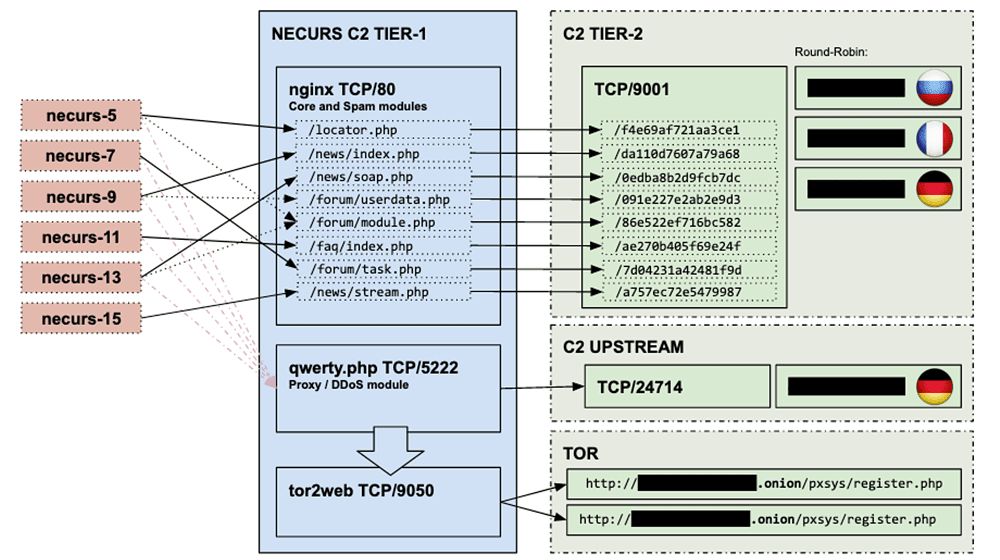 necurs-5
necurs-7
necurs-9
necurs-11
necurs-13
necurs-15
NECURS C2 TIER-1
nginx TCP/80
Core and Spam modules
/locator.php
/news/index.php
/news/soap.php
/forum/userdata.php
/forum/module.php
/faq/index.php
/forum/task.php
/news/stream.php
qwerty.php TCP/5222
Proxy / DDoS module
tor2web TCP/9050
C2 TIER-2
TCP/9001
/f4e69af721aa3ce1
/da110d7607a79a68
/0edba8b2d9fcb7dc
/091e227e2ab2e9d3
/86e522ef716bc582
/ae270b405f69e24f
/7d04231a42481f9d
/a757ec72e5479987
Round-Robin:
C2 UPSTREAM
TCP/24714
TOR
http:// .onion/pxsys/register.php
http:// .onion/pxsys/register.php